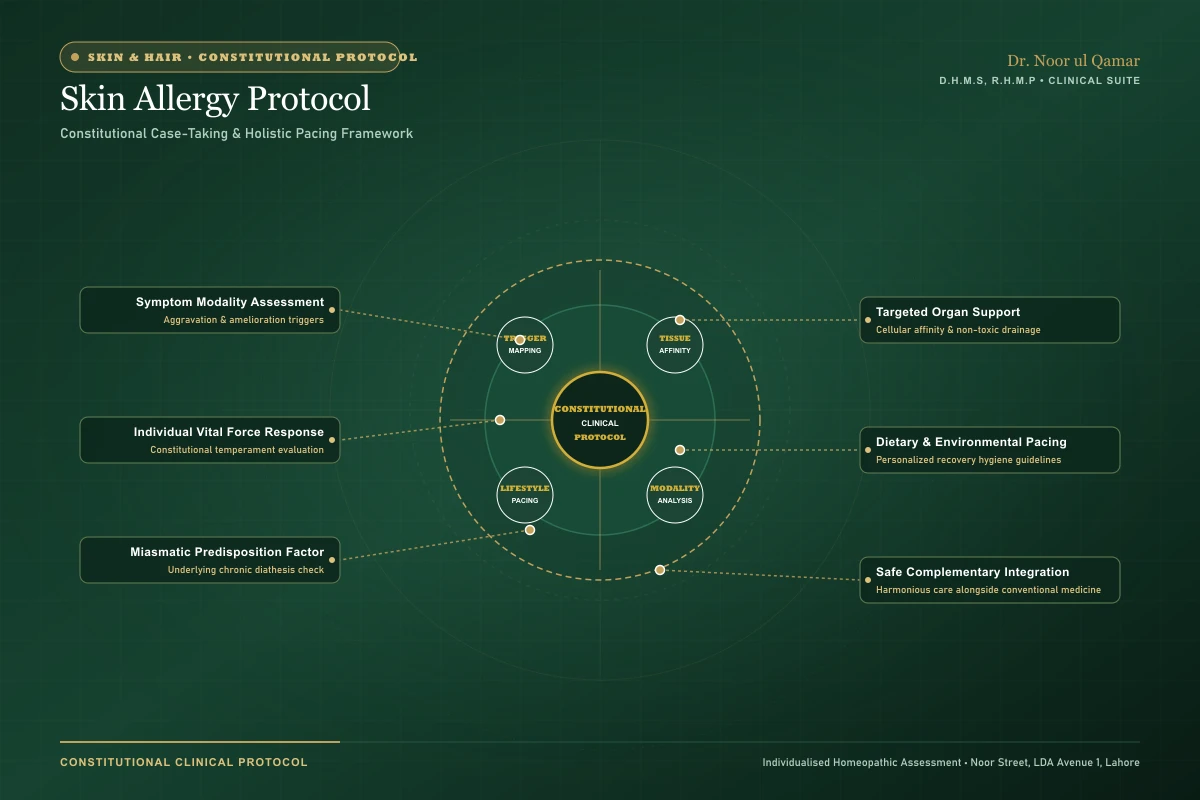 SKIN & HAIR • CONSTITUTIONAL PROTOCOL
Skin Allergy Protocol
Constitutional Case-Taking & Holistic Pacing Framework
Dr. Noor ul Qamar
D.H.M.S, R.H.M.P • CLINICAL SUITE
Symptom Modality Assessment
Aggravation & amelioration triggers
Individual Vital Force Response
Constitutional temperament evaluation
Miasmatic Predisposition Factor
Underlying chronic diathesis check
MAPPING
TISSUE
AFFINITY
CONSTITUTIONAL
CLINICAL
PROTOCOL
LIFESTYLE
PACING
MODALITY
ANALYSIS
Targeted Organ Support
Cellular affinity & non-toxic drainage
Dietary & Environmental Pacing
Personalized recovery hygiene guidelines
Safe Complementary Integration
Harmonious care alongside conventional medicine
CONSTITUTIONAL CLINICAL PROTOCOL
Individualised Homeopathic Assessment • Noor Street, LDA Avenue 1, Lahore